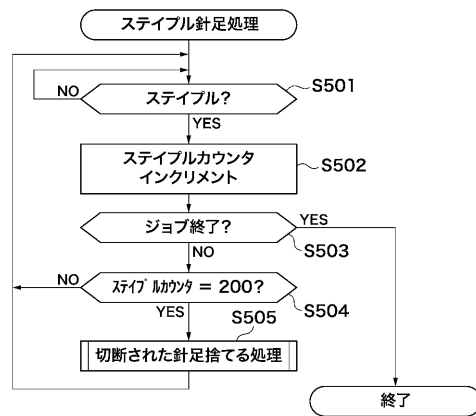 ステイプル針足処理
ステイプル?
S501
NO
YES
ステイプルカウンタ
インクリメント
S502
ジョブ終了?
YES
S503
NO
ステイプルカウンタ = 200?
NO
S504
YES
S505
切断された針足捨てる処理
終了